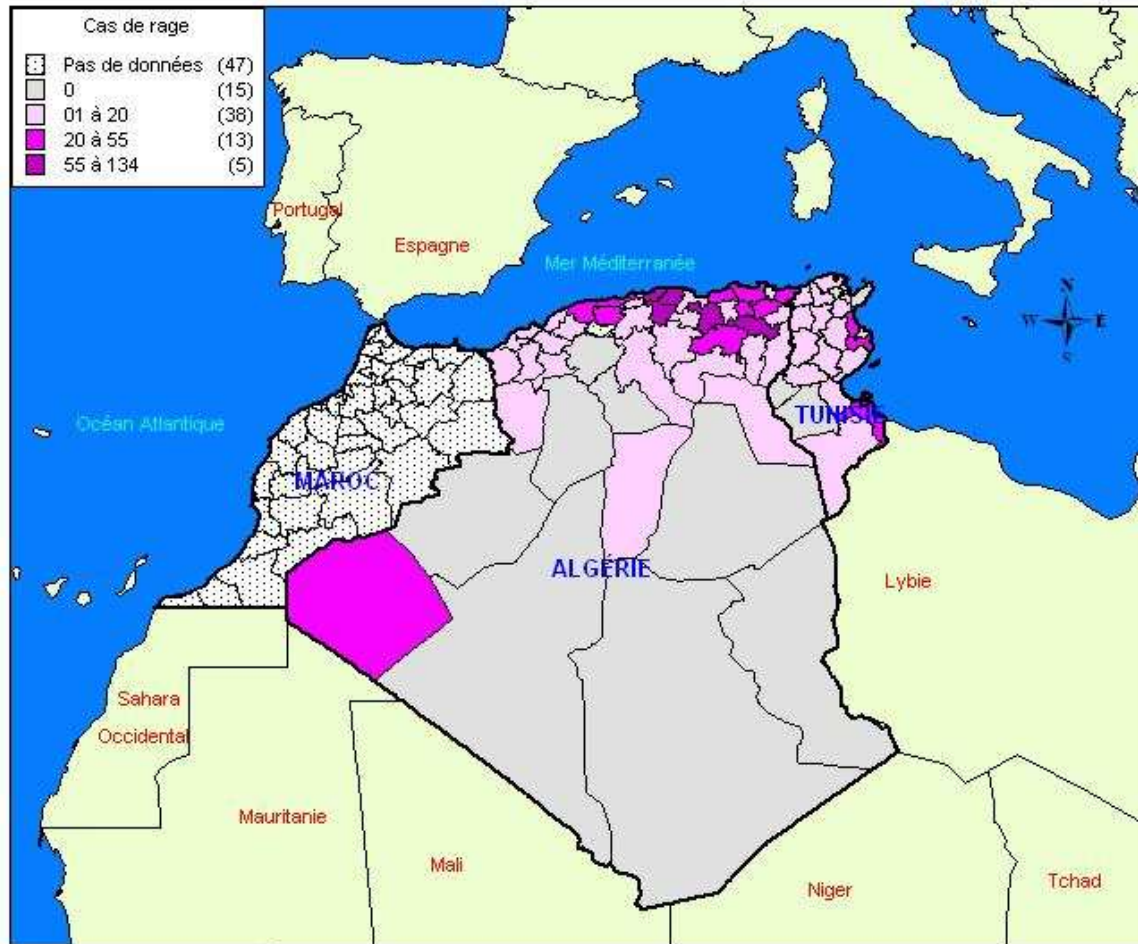 Cas de rage
Pas de données (47)
0 (15)
01 à 20 (38)
20 à 55 (13)
55 à 134 (5)
Portugal
Espagne
Mer Méditerranée
N
W E
S
Océan Atlantique
TUNISIE
MAROC
ALGÉRIE
Lybie
Sahara
Occidental
Mauritanie
Mali
Niger
Tchad